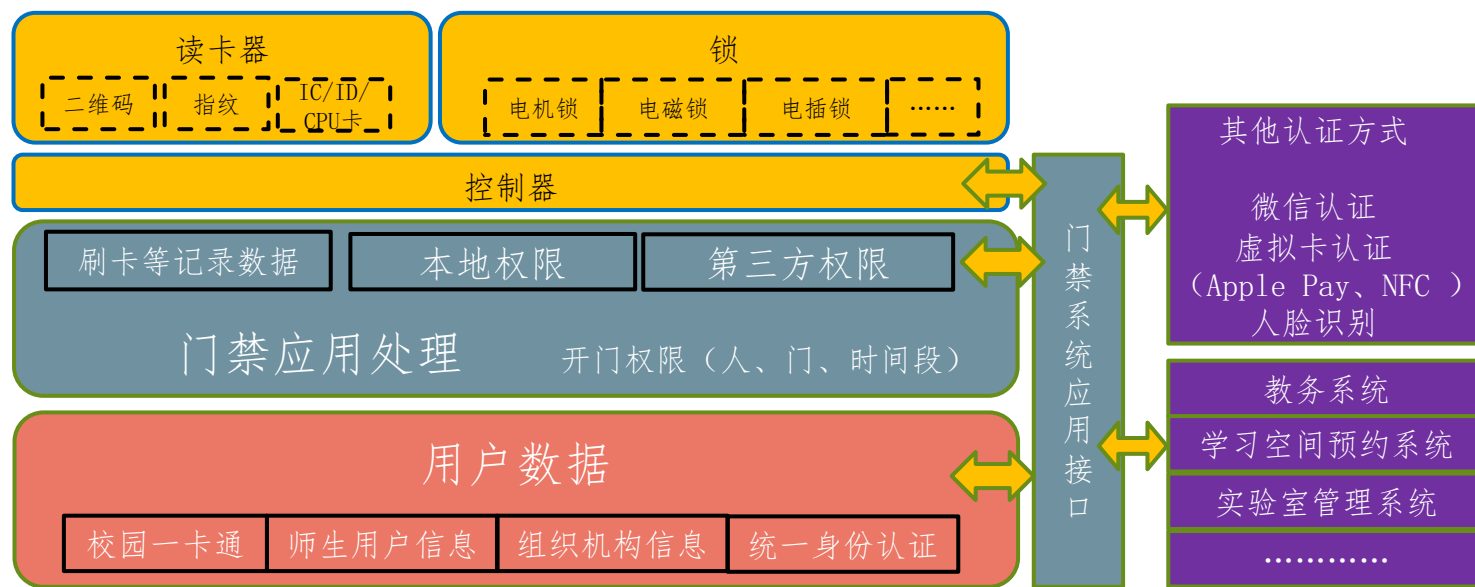 读卡器
二维码
指纹
IC/ID/
CPU卡
锁
电机锁
电磁锁
电插锁
……
控制器
刷卡等记录数据
本地权限
第三方权限
门禁应用处理
开门权限（人、门、时间段）
用户数据
校园一卡通
师生用户信息
组织机构信息
统一身份认证
门禁系统应用接口
其他认证方式
微信认证
虚拟卡认证
（Apple Pay、NFC ）
人脸识别
教务系统
学习空间预约系统
实验室管理系统
…………